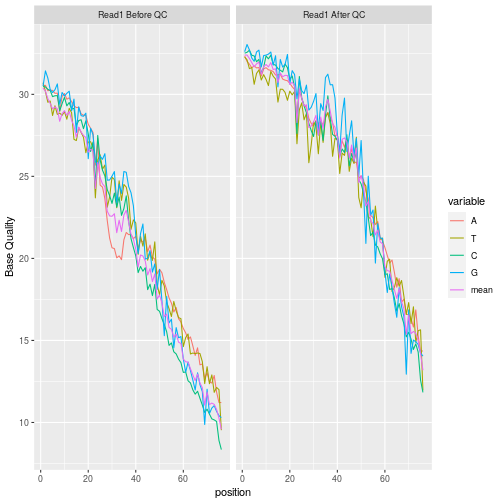 Read1 Before QC
Read1 After QC
Base Quality
30
25
20
15
10
0
20
40
60
0
20
40
60
position
variable
A
T
C
G
mean